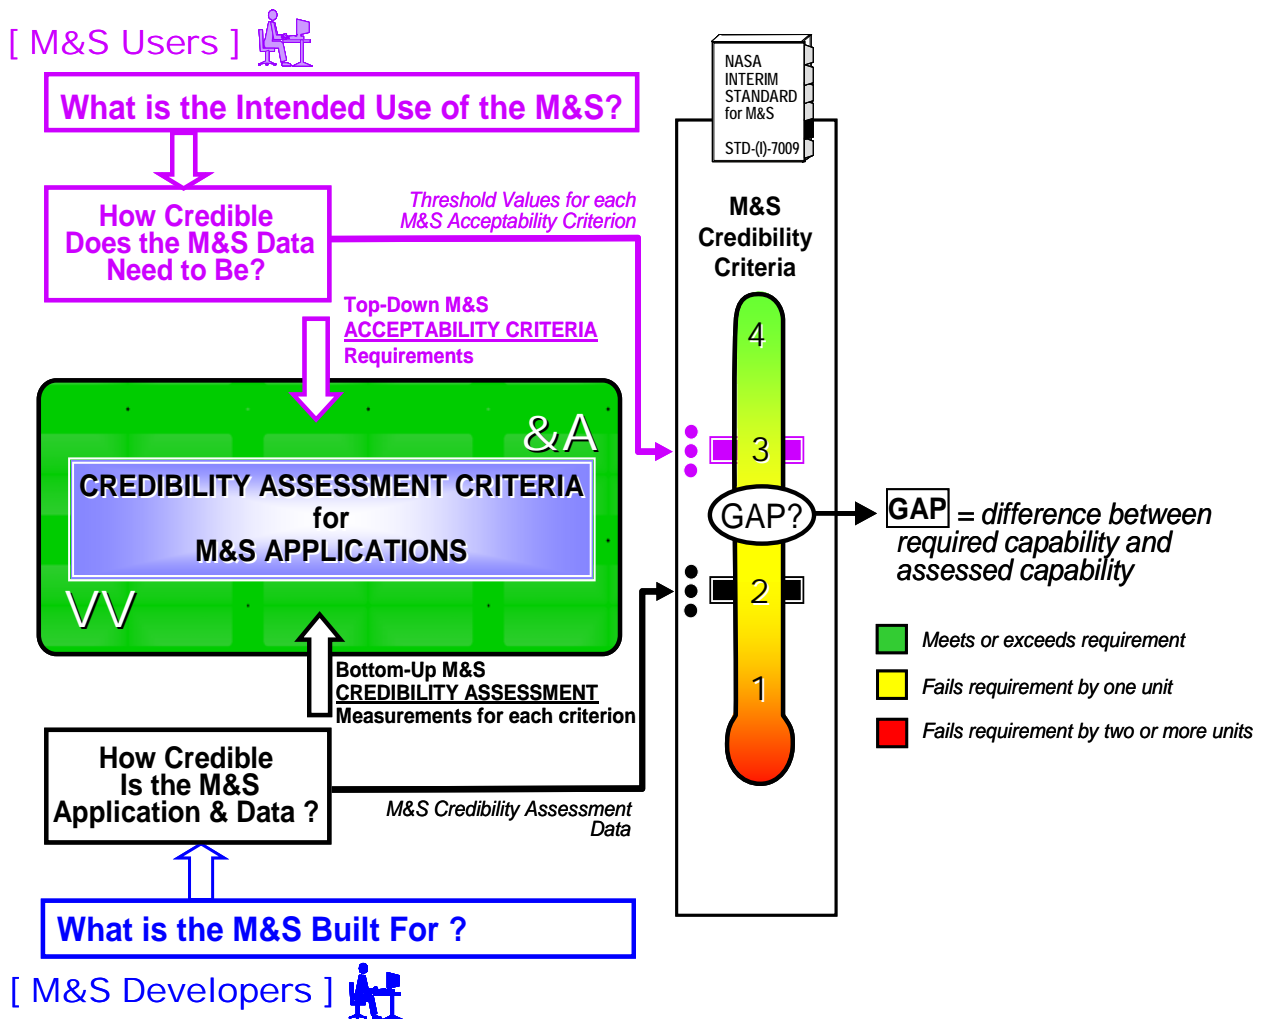 [ M&S Users ]
What is the Intended Use of the M&S?
How Credible
Does the M&S Data
Need to Be?
Threshold Values for each
M&S Acceptability Criterion
Top-Down M&S
ACCEPTABILITY CRITERIA
Requirements
&A
CREDIBILITY ASSESSMENT CRITERIA
for
M&S APPLICATIONS
VV
Bottom-Up M&S
CREDIBILITY ASSESSMENT
Measurements for each criterion
How Credible
Is the M&S
Application & Data ?
M&S Credibility Assessment
Data
What is the M&S Built For ?
[ M&S Developers ]
NASA
INTERIM
STANDARD
for M&S
STD-(I)-7009
M&S
Credibility
Criteria
4
3
GAP?
2
1
GAP = difference between
required capability and
assessed capability
Meets or exceeds requirement
Fails requirement by one unit
Fails requirement by two or more units